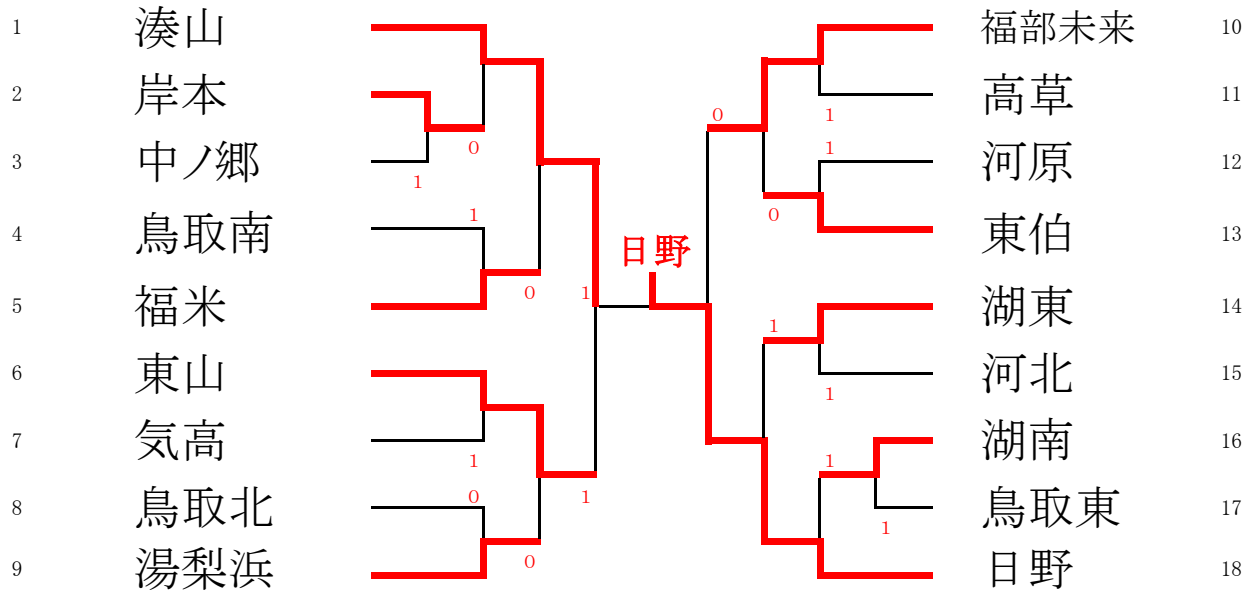 1 湊山 福部未来 10
2 岸本 高草 11
0 1
3 中ノ郷 0 1 河原 12
1
4 鳥取南 1 0 東伯 13
日野
5 福米 0 1 湖東 14
1
6 東山 河北 15
1
7 気高 湖南 16
1 1
8 鳥取北 0 1 鳥取東 17
1
9 湯梨浜 0 日野 18